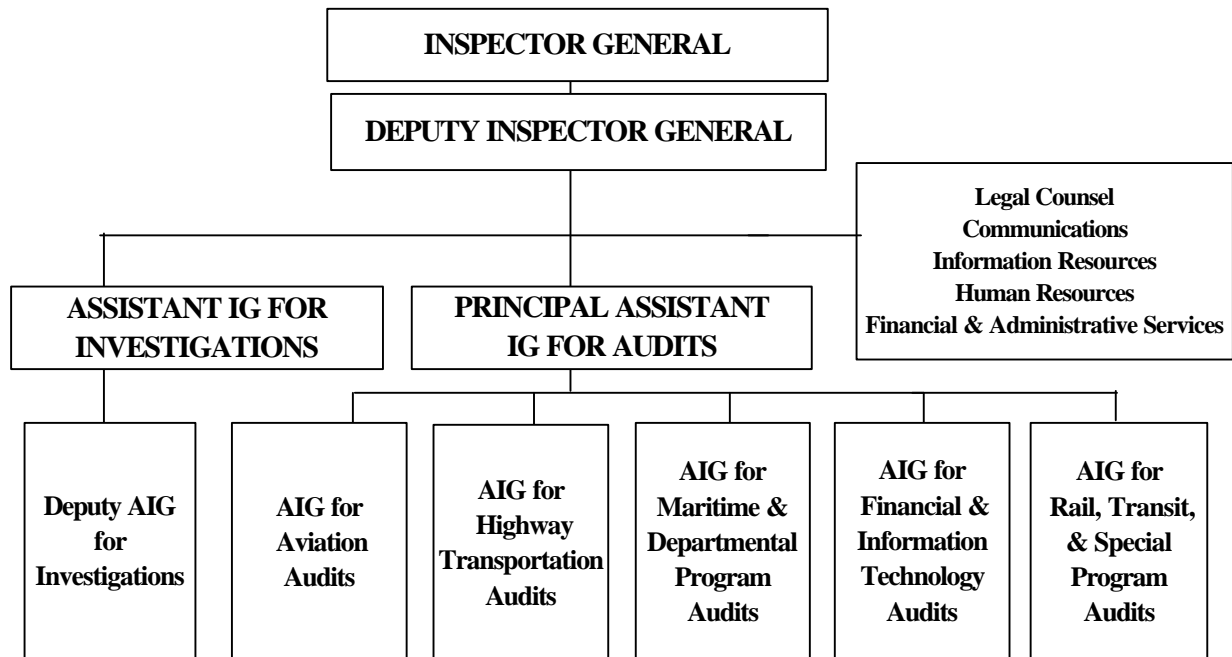 INSPECTOR GENERAL
DEPUTY INSPECTOR GENERAL
Legal Counsel
Communications
Information Resources
Human Resources
Financial & Administrative Services
ASSISTANT IG FOR
INVESTIGATIONS
PRINCIPAL ASSISTANT
IG FOR AUDITS
Deputy AIG
for
Investigations
AIG for
Aviation
Audits
AIG for
Highway
Transportation
Audits
AIG for
Maritime &
Departmental
Program
Audits
AIG for
Financial &
Information
Technology
Audits
AIG for
Rail, Transit,
& Special
Program
Audits